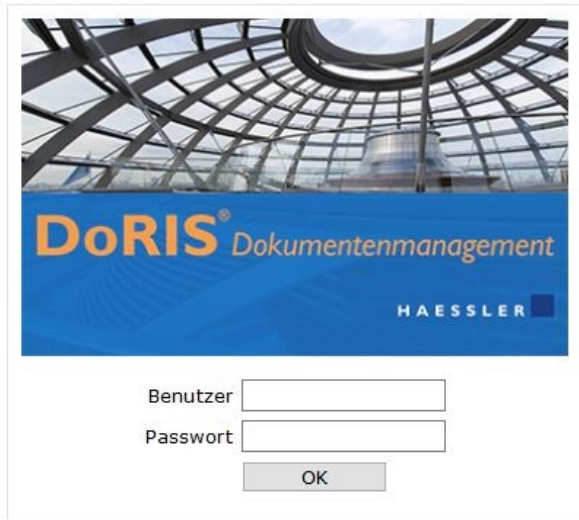 DoRIS® Dokumentenmanagement
HAESSLER
Benutzer
Passwort
OK